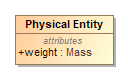 Physical Entity
attributes
+weight : Mass